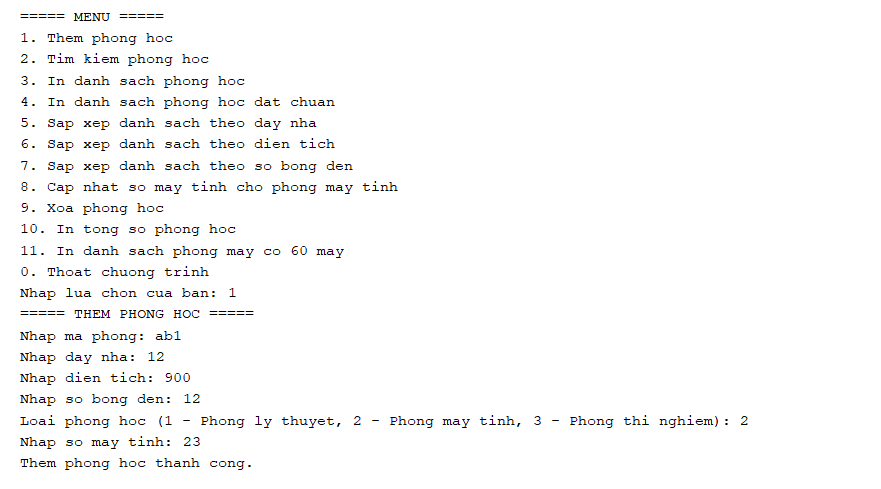 ===== MENU =====
1. Them phong hoc
2. Tim kiem phong hoc
3. In danh sach phong hoc
4. In danh sach phong hoc dat chuan
5. Sap xep danh sach theo day nha
6. Sap xep danh sach theo dien tich
7. Sap xep danh sach theo so bong den
8. Cap nhat so may tinh cho phong may tinh
9. Xoa phong hoc
10. In tong so phong hoc
11. In danh sach phong may co 60 may
0. Thoat chuong trinh
Nhap lua chon cua ban: 1
===== THEM PHONG HOC =====
Nhap ma phong: ab1
Nhap day nha: 12
Nhap dien tich: 900
Nhap so bong den: 12
Loai phong hoc (1 - Phong ly thuyet, 2 - Phong may tinh, 3 - Phong thi nghiem): 2
Nhap so may tinh: 23
Them phong hoc thanh cong.